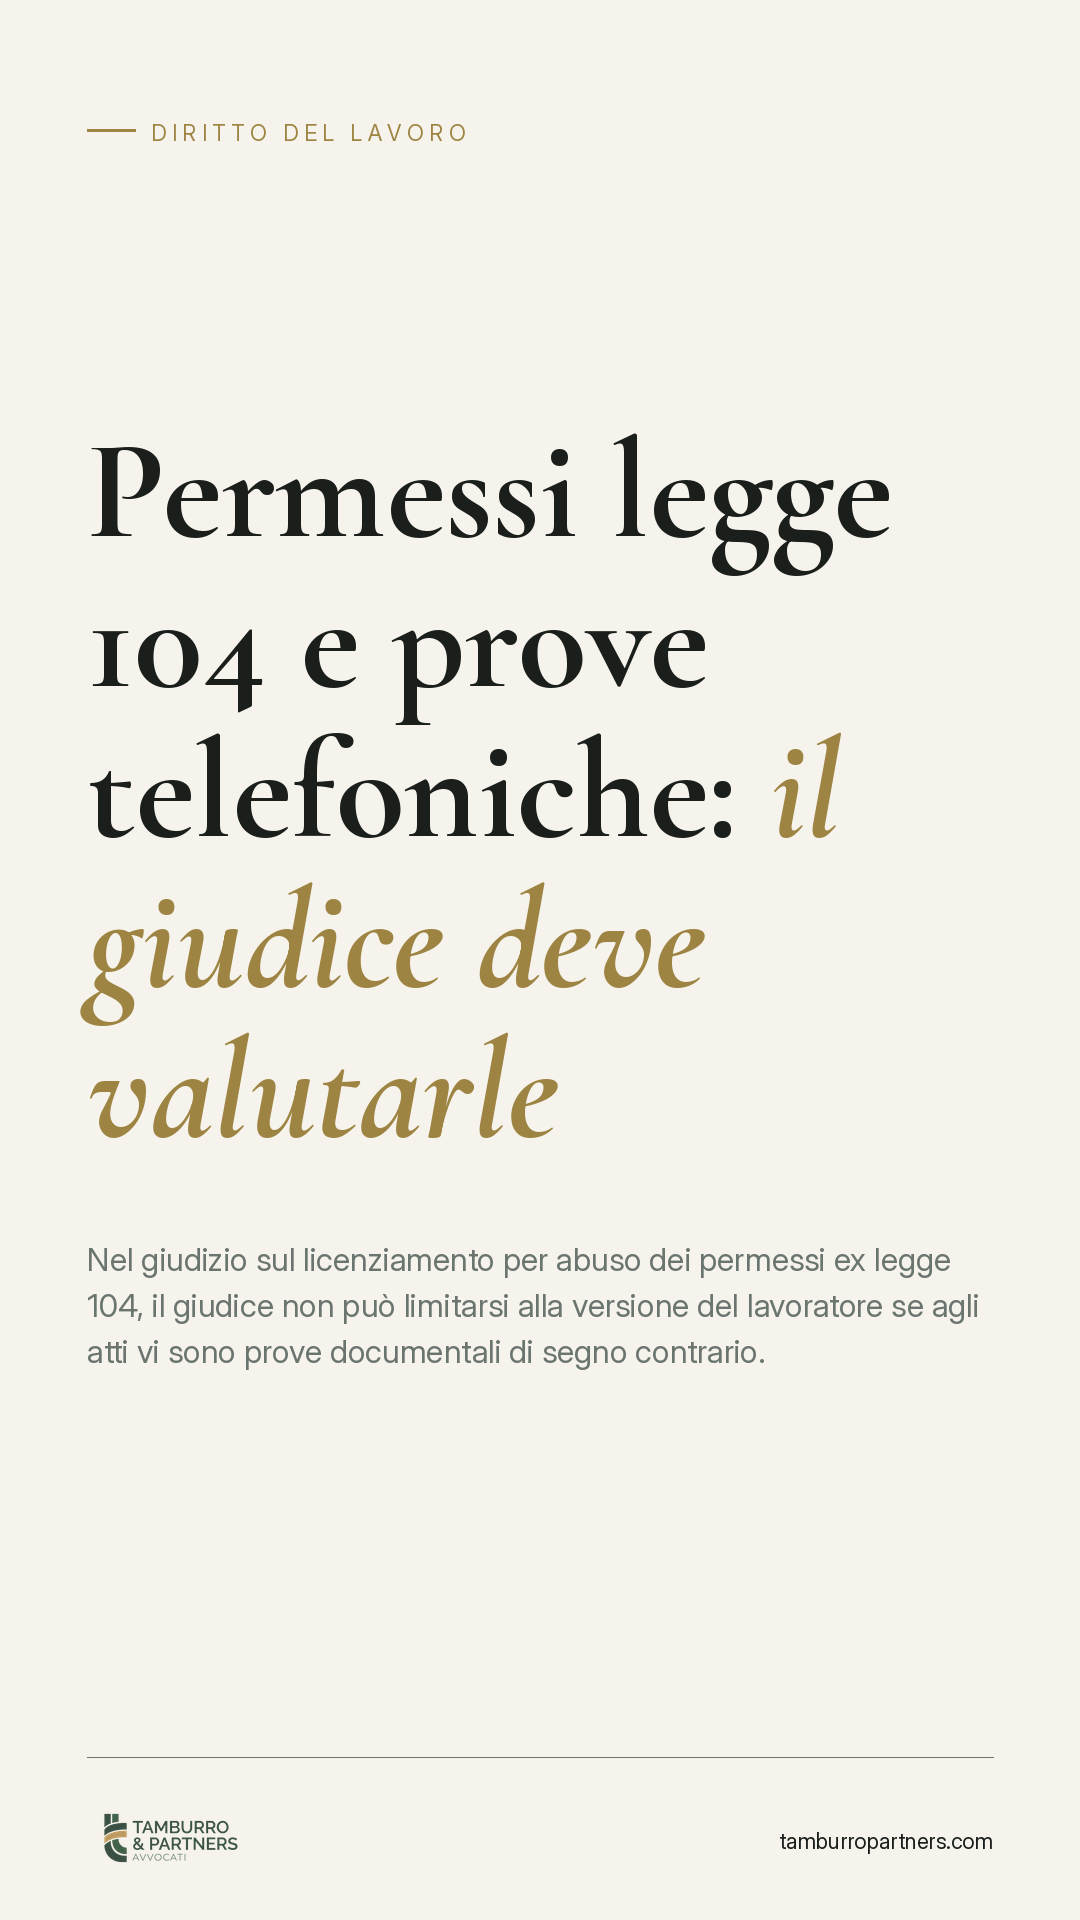 DIRITTO DEL LAVORO
Permessi legge
104 e prove
telefoniche: il
giudice deve
valutarle
Nel giudizio sul licenziamento per abuso dei permessi ex legge
104, il giudice non può limitarsi alla versione del lavoratore se agli
atti vi sono prove documentali di segno contrario.
TAMBURRO
& PARTNERS
AVVOCATI
tamburropartners.com